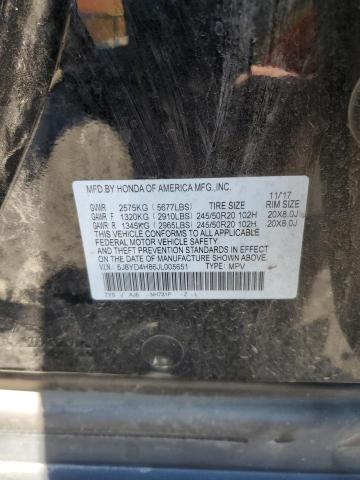 MFD.BY HONDA OF AMERICA MFG.,INC. 11/17
GVWR 2575KG (5677LBS) TIRE SIZE RIM SIZE
GAWR F 1320KG (2910LBS) 245/50R20 102H 20X8.0J
GAWR R 1345KG (2965LBS) 245/50R20 102H 20X8.0J
THIS VEHICLE CONFORMS TO ALL APPLICABLE
FEDERAL MOTOR VEHICLE SAFETY
AND THEFT PREVENTION STANDARDS IN EFFECT ON
THE DATE OF MANUFACTURE SHOWN ABOVE.
V.I.N.: 5J8YD4H86JL005651 TYPE: MPV
TYS J AJ6 -NH731P -Z -L